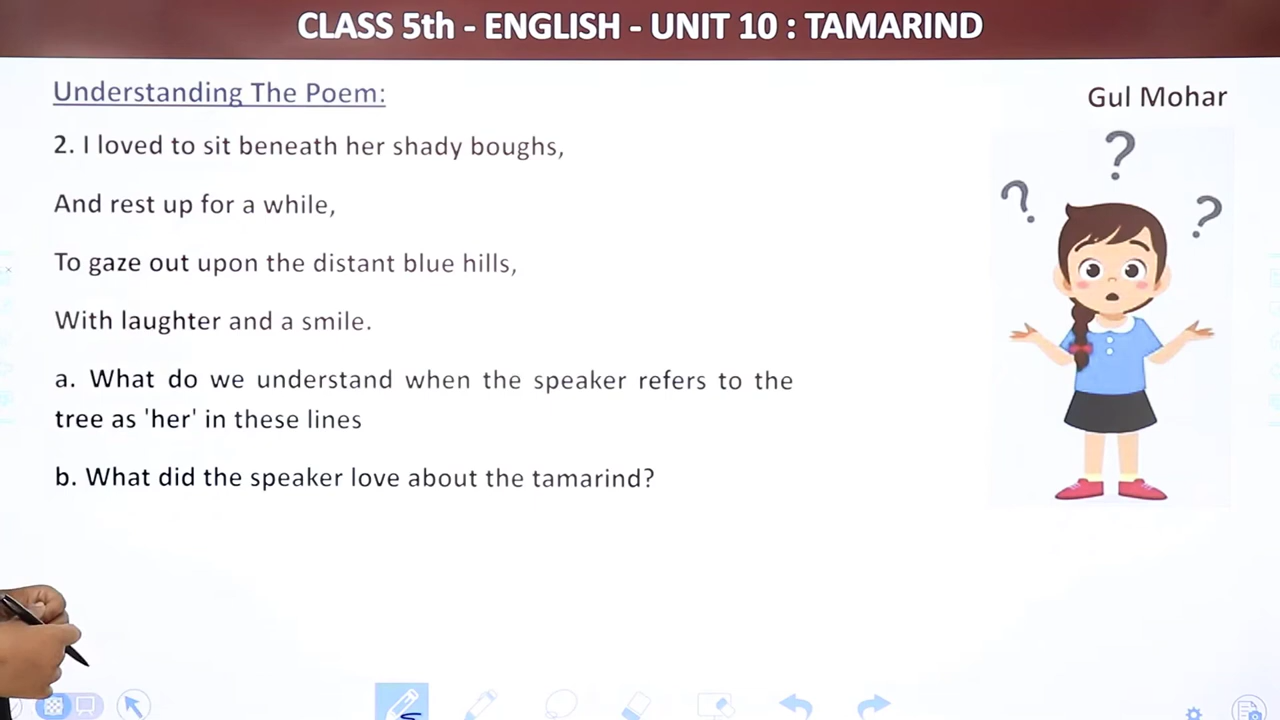 CLASS 5th - ENGLISH - UNIT 10 : TAMARIND
Understanding The Poem:
Gul Mohar
2. I loved to sit beneath her shady boughs,
And rest up for a while,
To gaze out upon the distant blue hills,
With laughter and a smile.
a. What do we understand when the speaker refers to the
tree as 'her' in these lines
b. What did the speaker love about the tamarind?
? ? ?